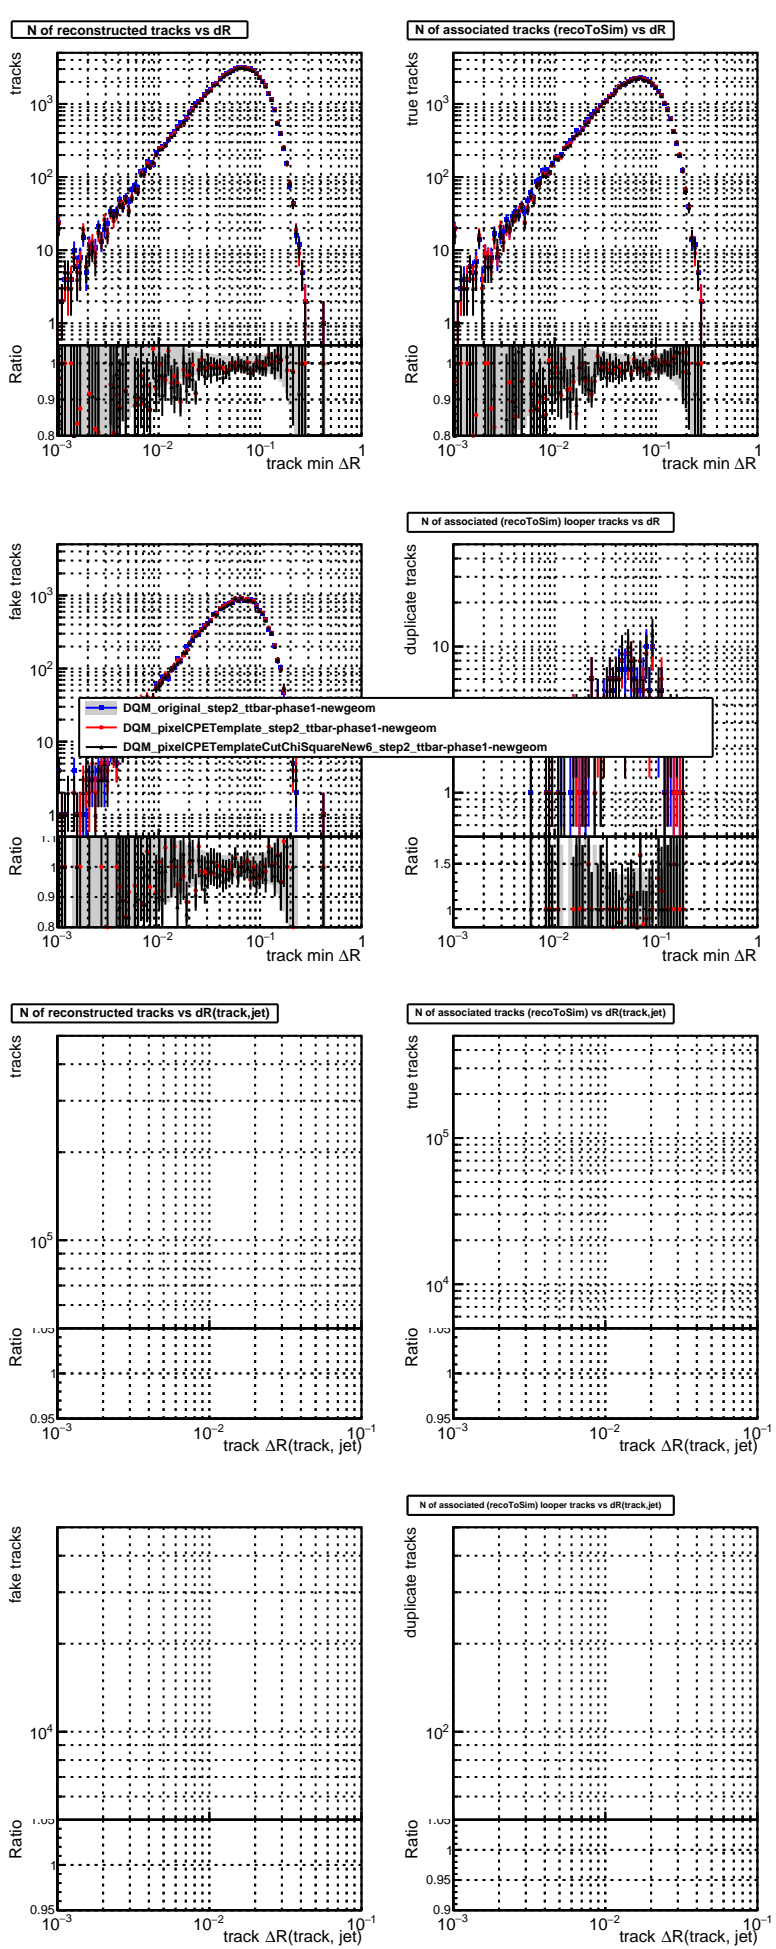 N of reconstructed tracks vs dR
tracks
10³
10²
10
1
Ratio
1
0.9
0.8
10⁻³ 10⁻² 10⁻¹ 1
track min ΔR
N of associated tracks (recoToSim) vs dR
true tracks
10³
10²
10
1
Ratio
1
0.9
0.8
10⁻³ 10⁻² 10⁻¹ 1
track min ΔR
fake tracks
10³
10²
10
1
Ratio
1.1
1
0.9
0.8
10⁻³ 10⁻² 10⁻¹ 1
track min ΔR
N of associated (recoToSim) looper tracks vs dR
duplicate tracks
10
1
Ratio
1.5
1
10⁻³ 10⁻² 10⁻¹ 1
track min ΔR
DQM_original_step2_ttbar-phase1-newgeom
DQM_pixelCPETemplate_step2_ttbar-phase1-newgeom
DQM_pixelCPETemplateCutChiSquareNew6_step2_ttbar-phase1-newgeom
N of reconstructed tracks vs dR(track,jet)
tracks
10⁵
Ratio
1.05
1
0.95
10⁻³ 10⁻² 10⁻¹
track ΔR(track, jet)
N of associated tracks (recoToSim) vs dR(track,jet)
true tracks
10⁵
10⁴
Ratio
1.05
1
0.95
10⁻³ 10⁻² 10⁻¹
track ΔR(track, jet)
fake tracks
10⁴
Ratio
1.05
1
0.95
10⁻³ 10⁻² 10⁻¹
track ΔR(track, jet)
N of associated (recoToSim) looper tracks vs dR(track,jet)
duplicate tracks
10²
Ratio
1.05
1
0.95
0.9
10⁻³ 10⁻² 10⁻¹
track ΔR(track, jet)